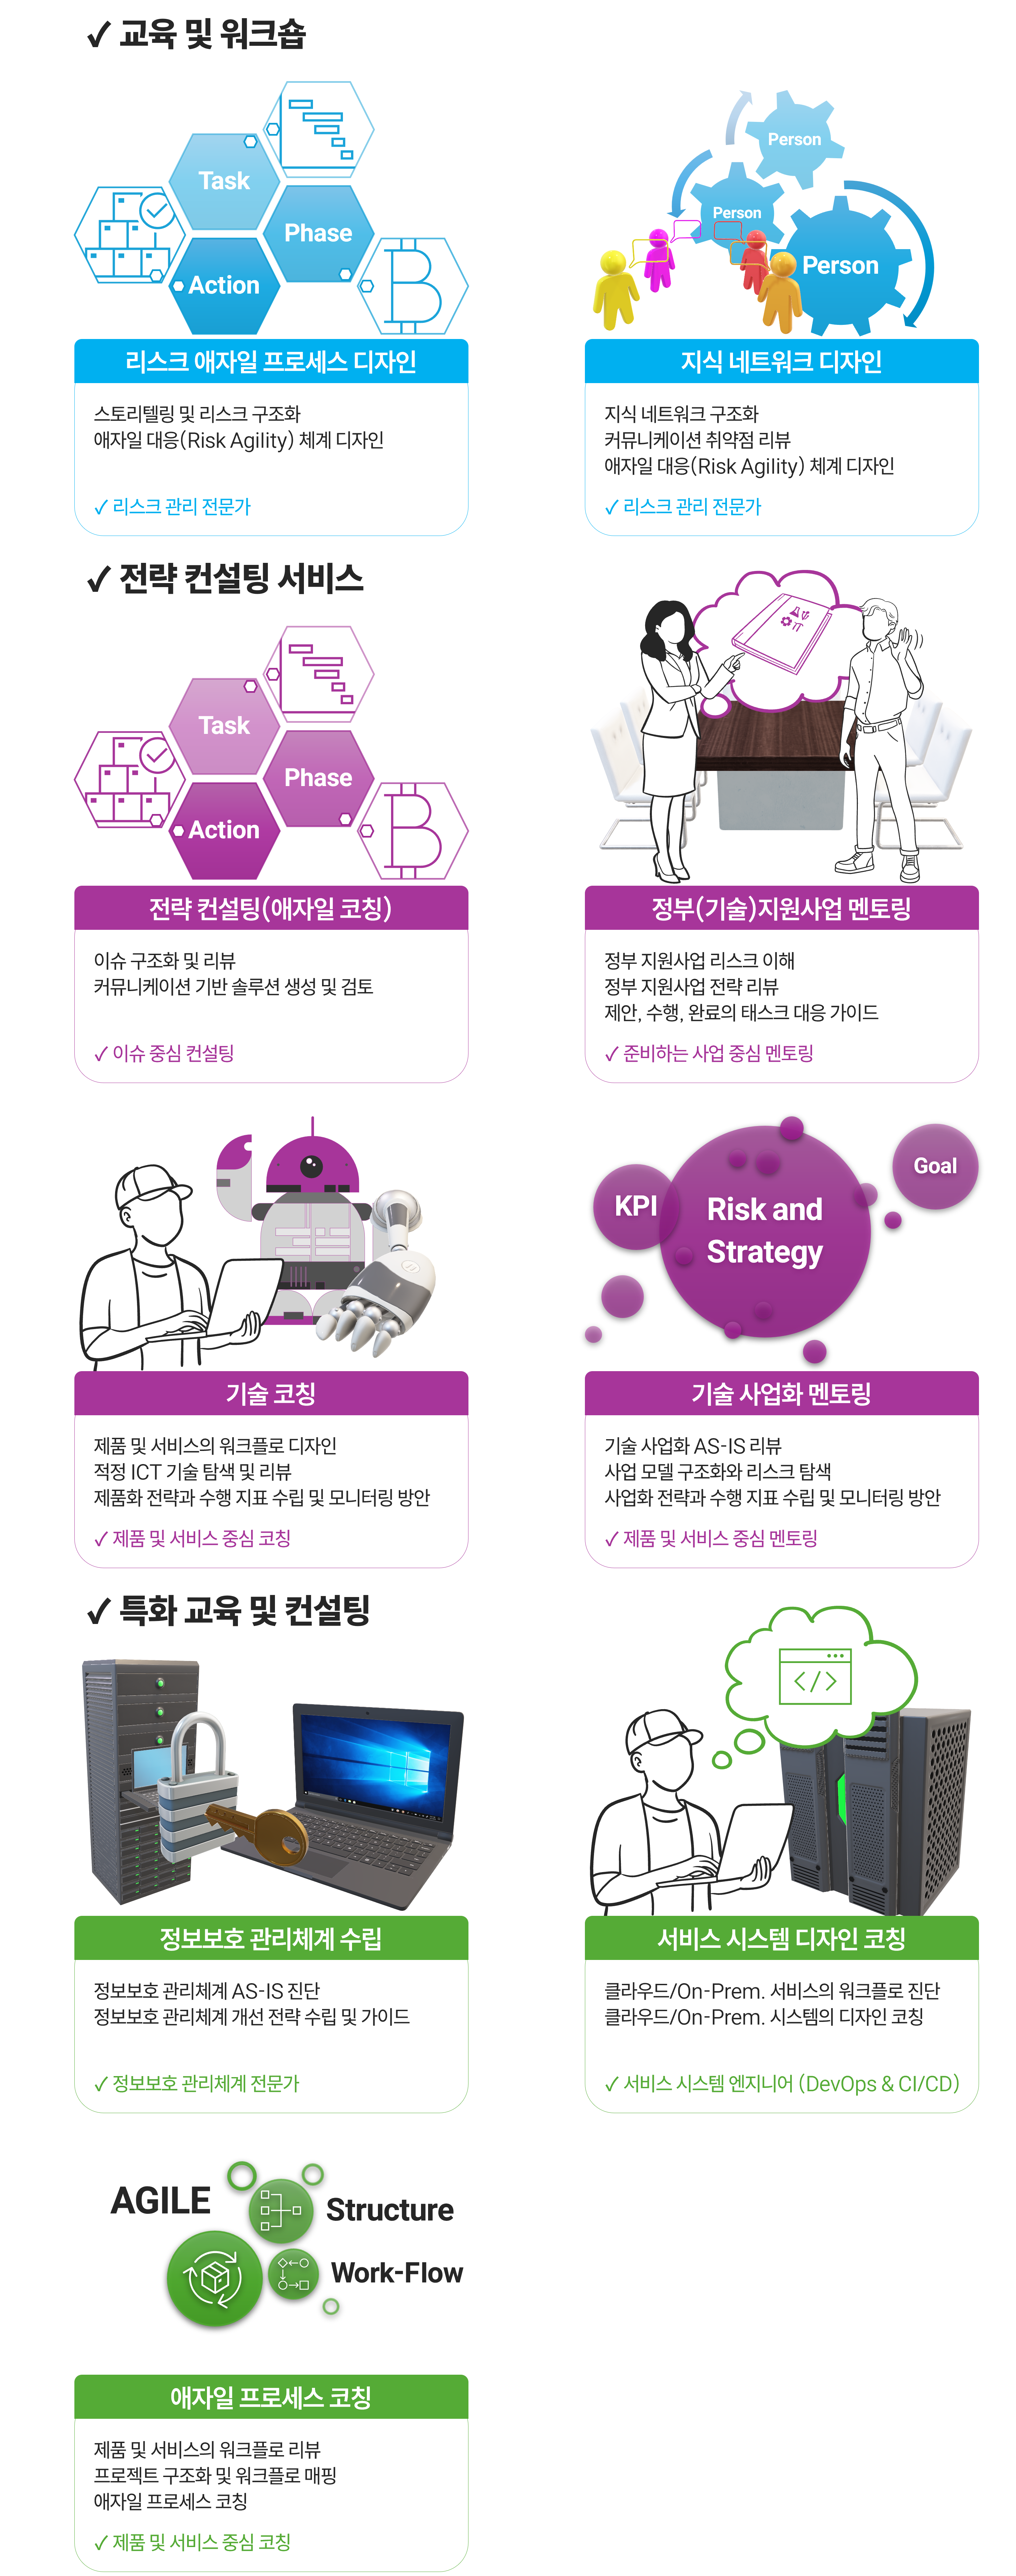 ✓ 교육 및 워크숍
Task
Phase
Action
Person
Person
Person
리스크 애자일 프로세스 디자인
스토리텔링 및 리스크 구조화
애자일 대응(Risk Agility) 체계 디자인
✓ 리스크 관리 전문가
지식 네트워크 디자인
지식 네트워크 구조화
커뮤니케이션 취약점 리뷰
애자일 대응(Risk Agility) 체계 디자인
✓ 리스크 관리 전문가
✓ 전략 컨설팅 서비스
Task
Phase
Action
전략 컨설팅(애자일 코칭)
이슈 구조화 및 리뷰
커뮤니케이션 기반 솔루션 생성 및 검토
✓ 이슈 중심 컨설팅
정부(기술)지원사업 멘토링
정부 지원사업 리스크 이해
정부 지원사업 전략 리뷰
제안, 수행, 완료의 태스크 대응 가이드
✓ 준비하는 사업 중심 멘토링
KPI
Risk and
Strategy
Goal
기술 코칭
제품 및 서비스의 워크플로 디자인
적정 ICT 기술 탐색 및 리뷰
제품화 전략과 수행 지표 수립 및 모니터링 방안
✓ 제품 및 서비스 중심 코칭
기술 사업화 멘토링
기술 사업화 AS-IS 리뷰
사업 모델 구조화와 리스크 탐색
사업화 전략과 수행 지표 수립 및 모니터링 방안
✓ 제품 및 서비스 중심 멘토링
✓ 특화 교육 및 컨설팅
</>
정보보호 관리체계 수립
정보보호 관리체계 AS-IS 진단
정보보호 관리체계 개선 전략 수립 및 가이드
✓ 정보보호 관리체계 전문가
서비스 시스템 디자인 코칭
클라우드/On-Prem. 서비스의 워크플로 진단
클라우드/On-Prem. 시스템의 디자인 코칭
✓ 서비스 시스템 엔지니어 (DevOps & CI/CD)
AGILE
Structure
Work-Flow
애자일 프로세스 코칭
제품 및 서비스의 워크플로 리뷰
프로젝트 구조화 및 워크플로 매핑
애자일 프로세스 코칭
✓ 제품 및 서비스 중심 코칭